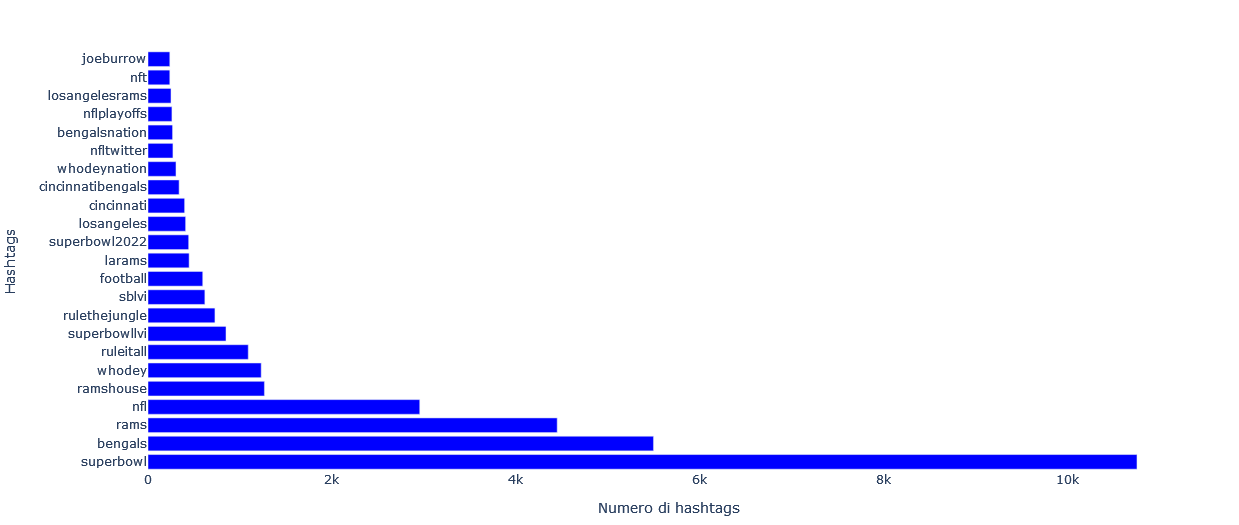 joeburrow
nft
losangelesrams
nflplayoffs
bengalsnation
nfltwitter
whodeynation
cincinnatibengals
cincinnati
losangeles
superbowl2022
larams
football
sblvi
rulethejungle
superbowllvi
ruleitall
whodey
ramshouse
nfl
rams
bengals
superbowl
Hashtags
0 2k 4k 6k 8k 10k
Numero di hashtags